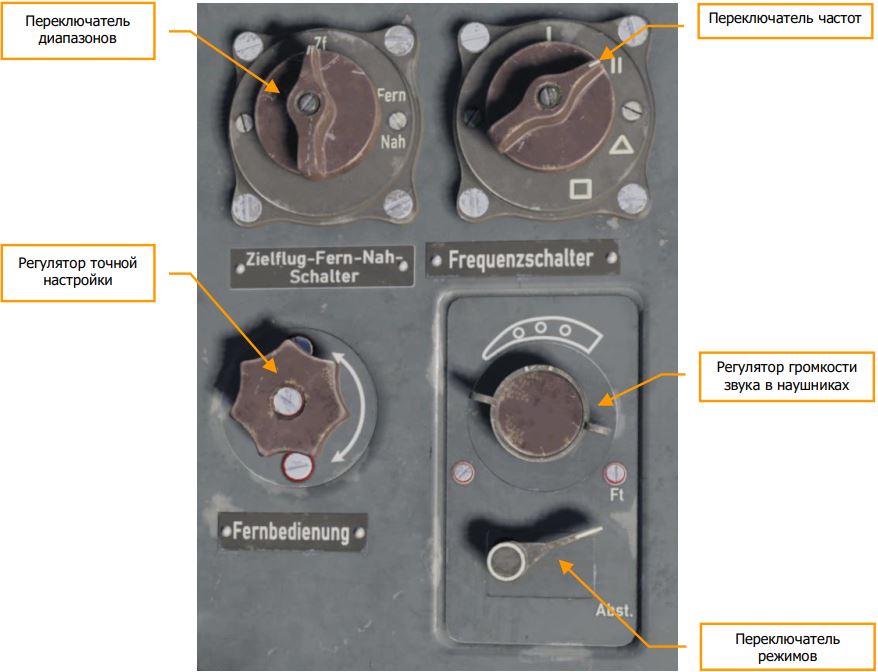 Переключатель
диапазонов
Переключатель частот
Zf
Fern
Nah
I
II
Zielflug-Fern-Nah-
Schalter
Frequenzschalter
Регулятор точной
настройки
Регулятор громкости
звука в наушниках
Ft
Fernbedienung
Abst.
Переключатель
режимов